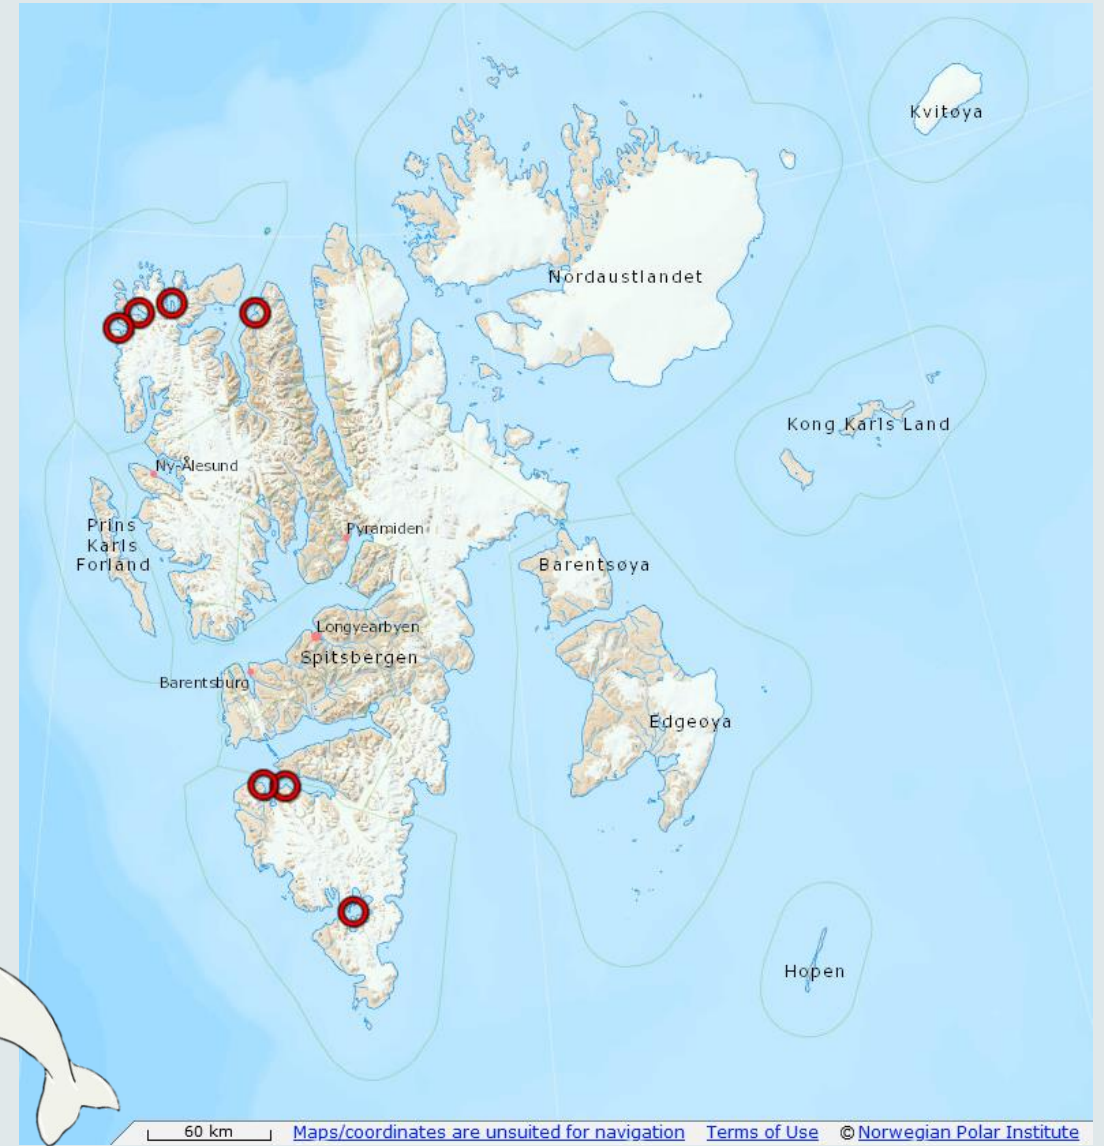 Kvitøya
Nordaustlandet
Kong Karls Land
Ny-Ålesund
Prins
Karls
Forland
Pyramiden
Barentsøya
Longyearbyen
Spitsbergen
Barentsburg
Edgeøya
Hopen
60 km Maps/coordinates are unsuited for navigation Terms of Use © Norwegian Polar Institute